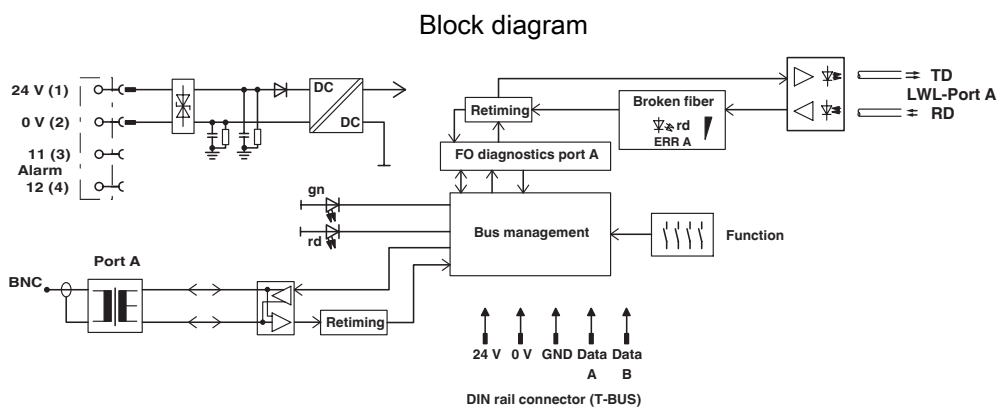 Block diagram
24 V (1)
0 V (2)
11 (3)
Alarm
12 (4)
DC
DC
Retiming
Broken fiber
rd
ERR A
TD
LWL-Port A
RD
FO diagnostics port A
gn
rd
Bus management
Function
Port A
BNC
Retiming
24 V 0 V GND Data Data
A B
DIN rail connector (T-BUS)